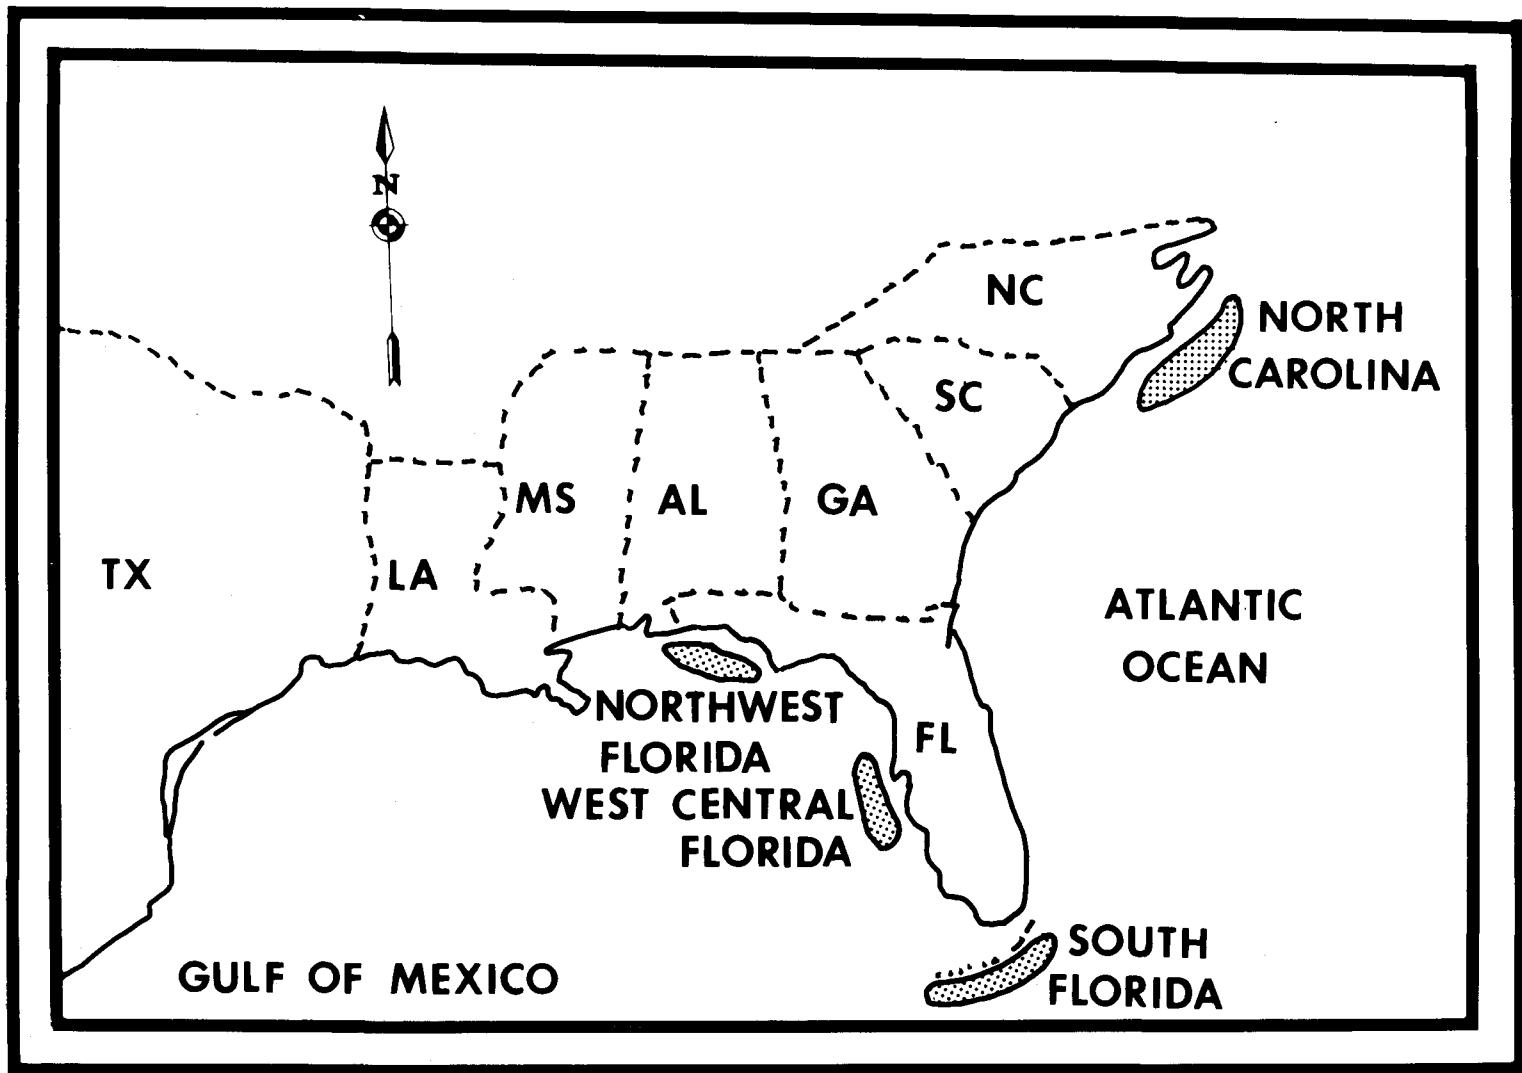 N
NC
NORTH
CAROLINA
SC
MS
AL
GA
TX
LA
ATLANTIC
OCEAN
NORTHWEST
FLORIDA
FL
WEST CENTRAL
FLORIDA
SOUTH
FLORIDA
GULF OF MEXICO